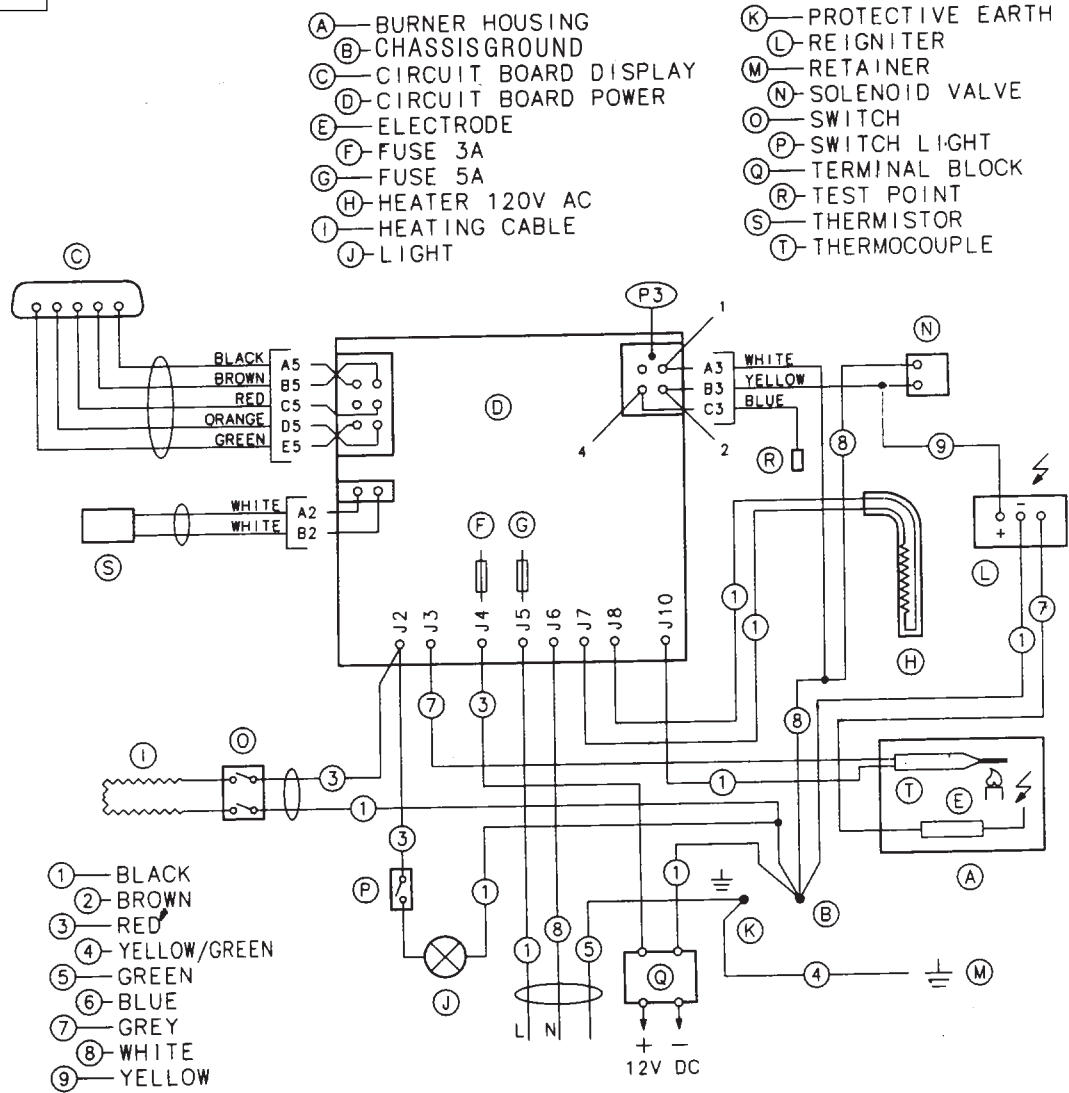 A BURNER HOUSING
B CHASSIS GROUND
C CIRCUIT BOARD DISPLAY
D CIRCUIT BOARD POWER
E ELECTRODE
F FUSE 3A
G FUSE 5A
H HEATER 120V AC
I HEATING CABLE
J LIGHT
K PROTECTIVE EARTH
L REIGNITER
M RETAINER
N SOLENOID VALVE
O SWITCH
P SWITCH LIGHT
Q TERMINAL BLOCK
R TEST POINT
S THERMISTOR
T THERMOCOUPLE
C
BLACK A5
BROWN B5
RED C5
ORANGE D5
GREEN E5
WHITE A2
WHITE B2
S
D
P3
1
4
2
A3 WHITE
B3 YELLOW
C3 BLUE
R
N
8
9
+ −
L
F
G
J2 J3 J4 J5 J6 J7 J8 J10
1
1
H
1
7
7
3
8
I
O
3
1
1
T
E
A
3
P
J
1
1
8
5
1
K
B
4
M
Q
L N
+ −
12V DC
1 BLACK
2 BROWN
3 RED
4 YELLOW/GREEN
5 GREEN
6 BLUE
7 GREY
8 WHITE
9 YELLOW